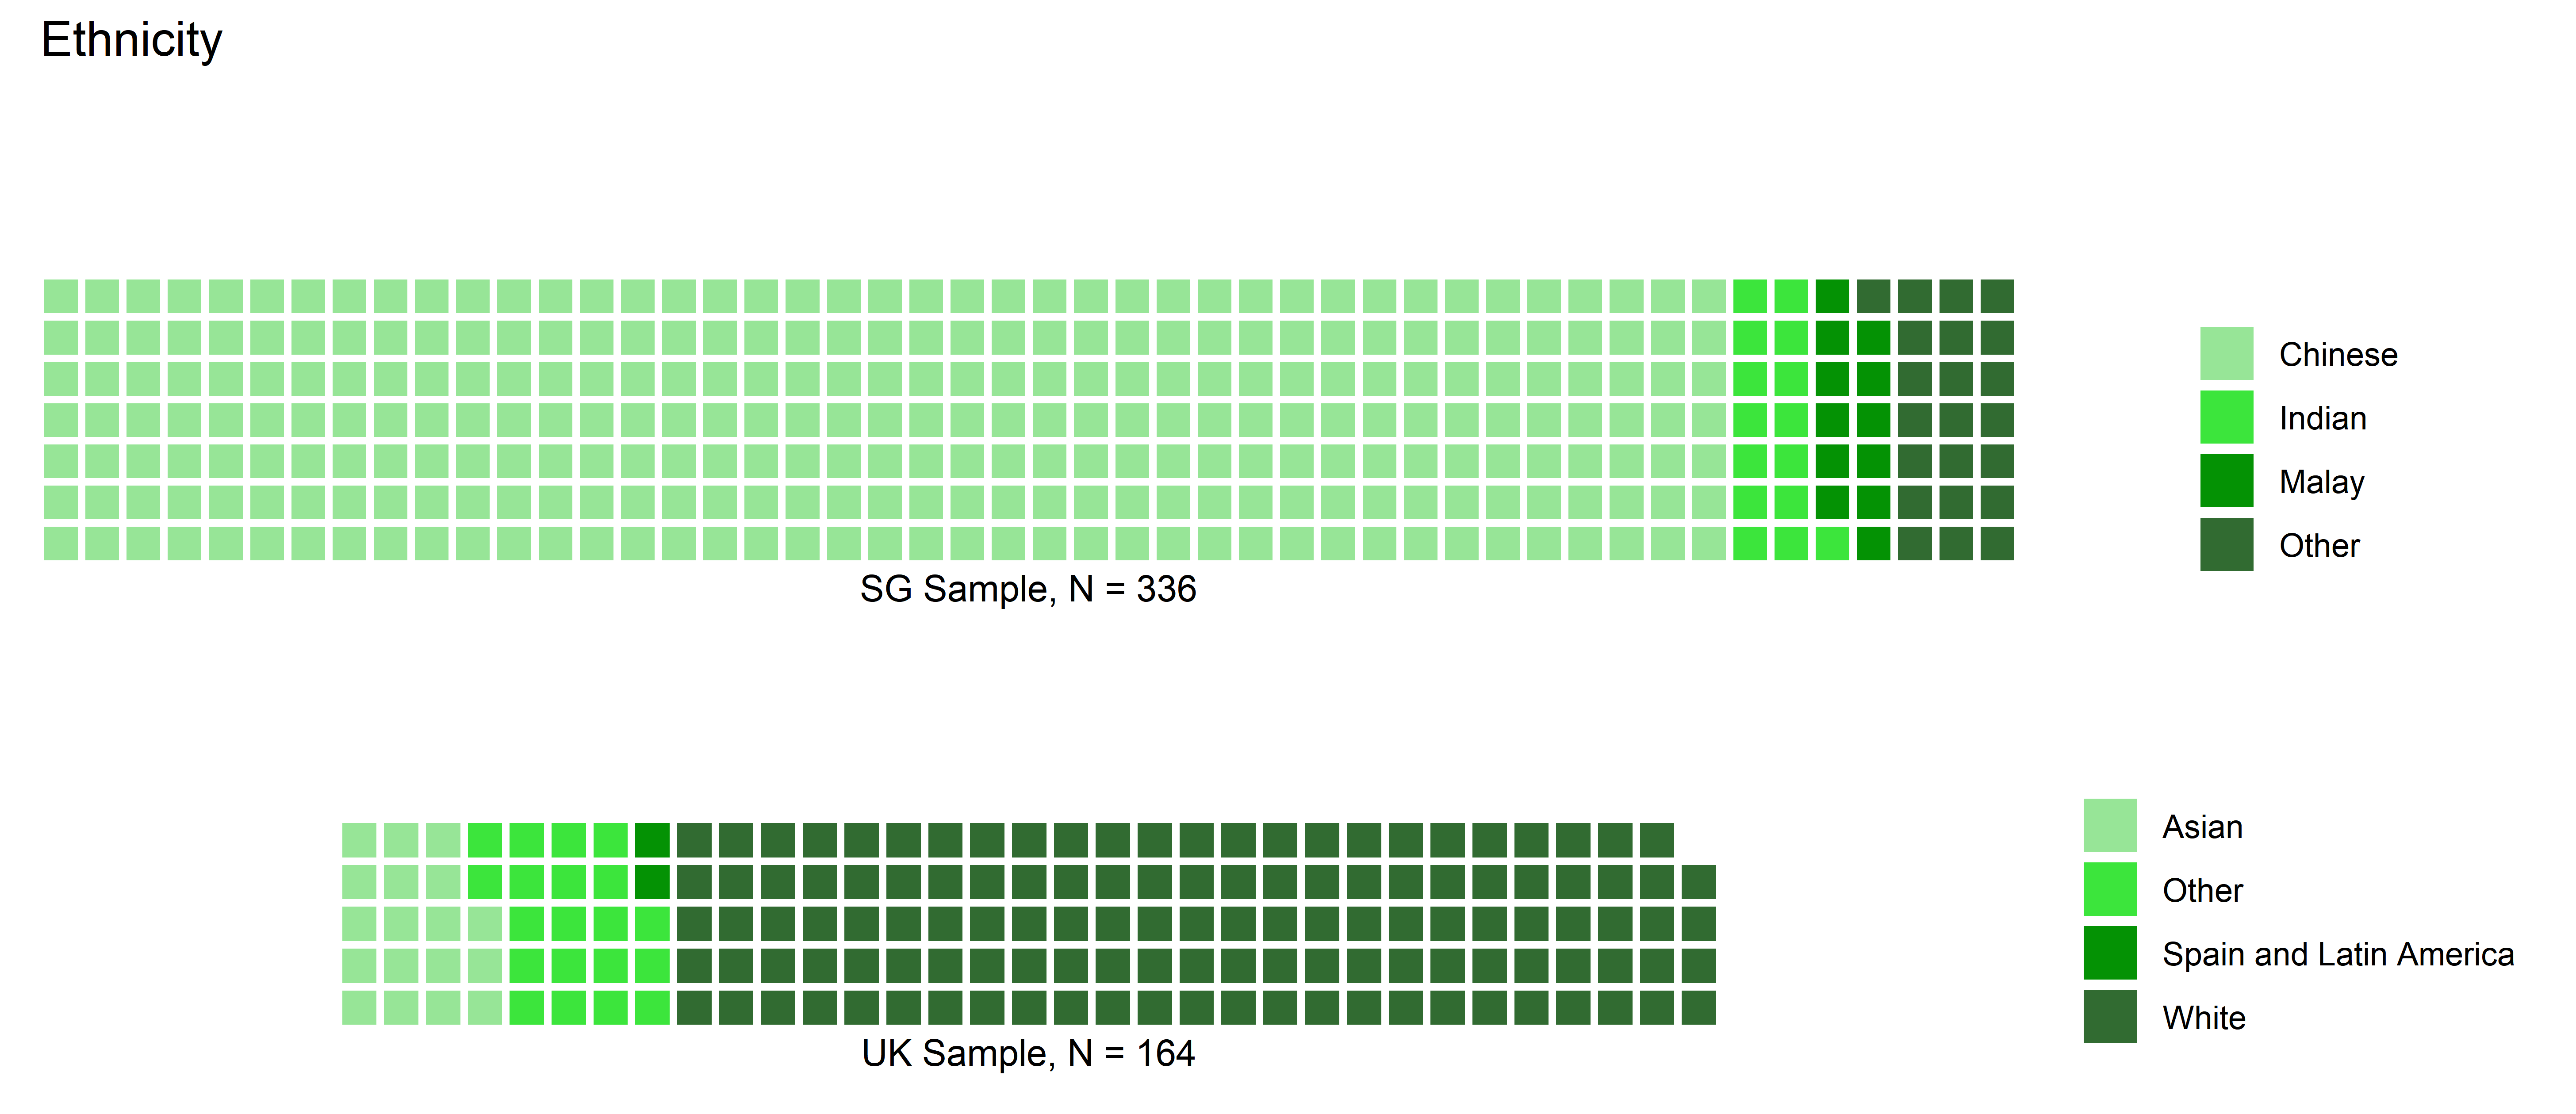 Ethnicity
Chinese
Indian
Malay
Other
SG Sample, N = 336
Asian
Other
Spain and Latin America
White
UK Sample, N = 164